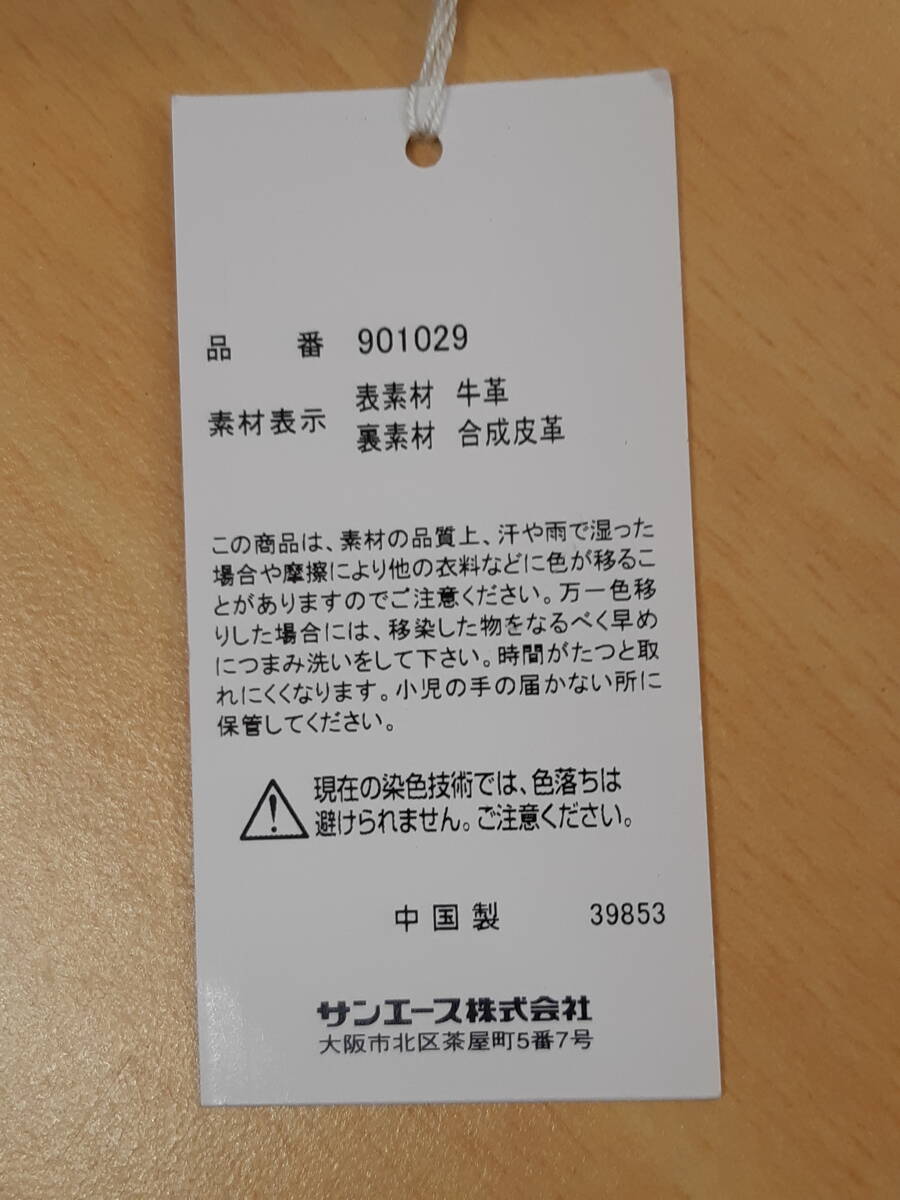 品　番 901029
素材表示 表素材 牛革
裏素材 合成皮革
この商品は、素材の品質上、汗や雨で湿った
場合や摩擦により他の衣料などに色が移るこ
とがありますのでご注意ください。万一色移
りした場合には、移染した物をなるべく早め
につまみ洗いをして下さい。時間がたつと取
れにくくなります。小児の手の届かない所に
保管してください。
現在の染色技術では、色落ちは
避けられません。ご注意ください。
中国製 39853
サンエース株式会社
大阪市北区茶屋町5番7号